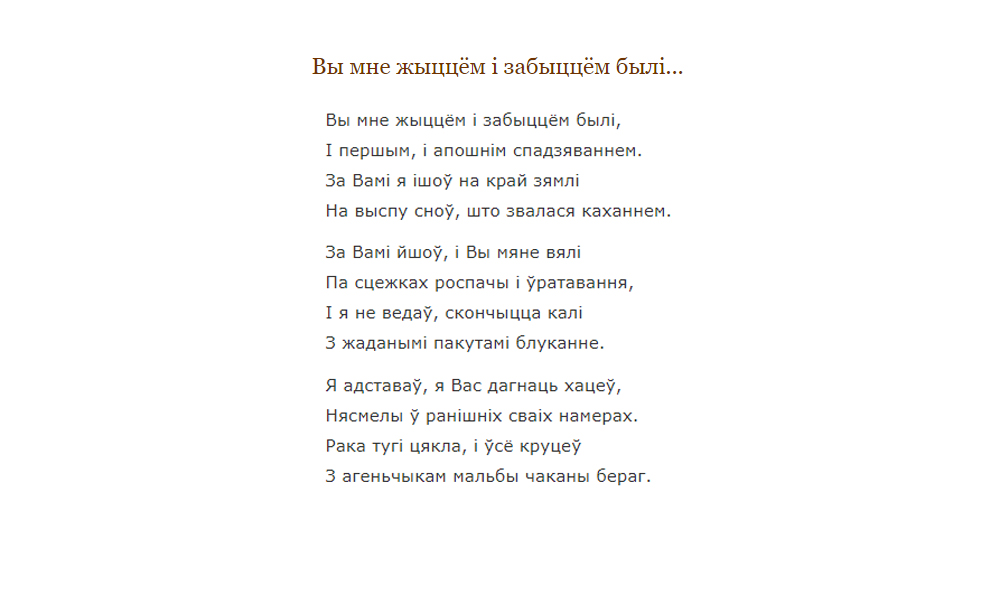 Вы мне жыццём і забыццём былі...
Вы мне жыццём і забыццём былі,
І першым, і апошнім спадзяваннем.
За Вамі я ішоў на край зямлі
На выспу сноў, што звалася каханнем.
За Вамі йшоў, і Вы мяне вялі
Па сцежках роспачы і ўратавання,
І я не ведаў, скончыцца калі
З жаданымі пакутамі блуканне.
Я адставаў, я Вас дагнаць хацеў,
Нясмелы ў ранішніх сваіх намерах.
Рака тугі цякла, і ўсё круцеў
З агеньчыкам мальбы чаканы бераг.